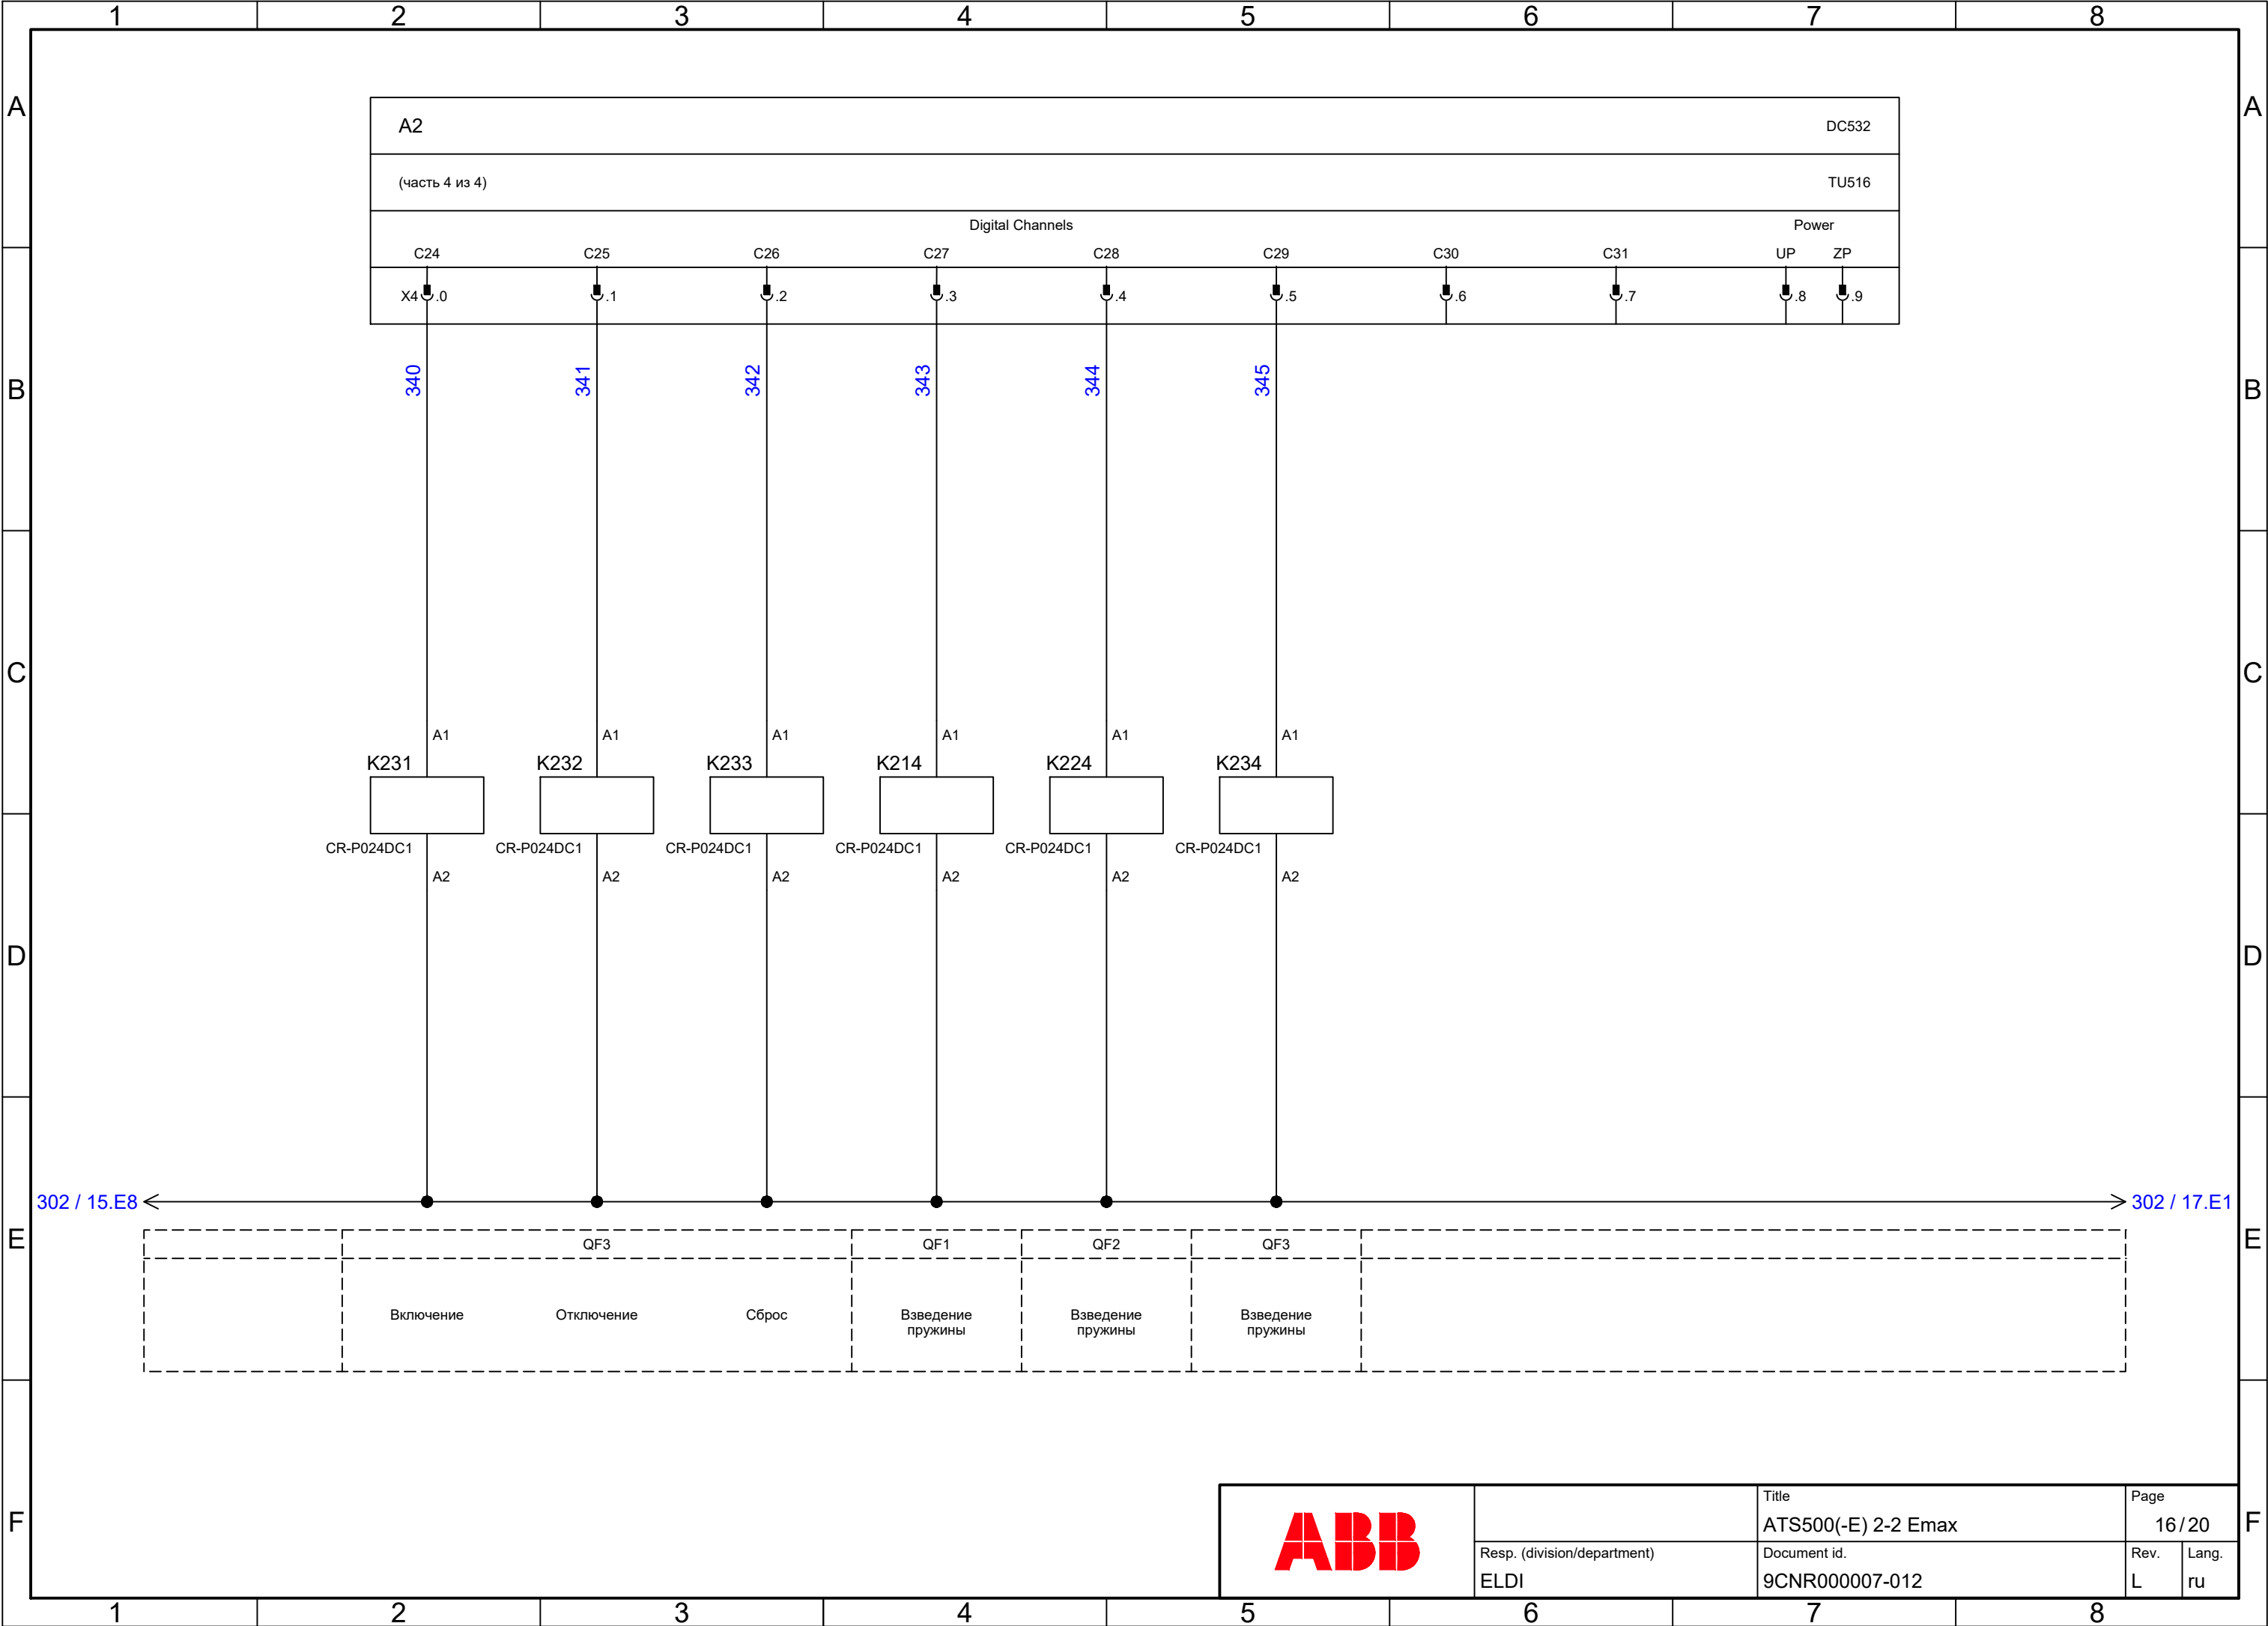 1 2 3 4 5 6 7 8
A A
A2 DC532
(часть 4 из 4) TU516
Digital Channels Power
C24 C25 C26 C27 C28 C29 C30 C31 UP ZP
X4 .0 .1 .2 .3 .4 .5 .6 .7 .8 .9
340 341 342 343 344 345
B B
C C
A1 A1 A1 A1 A1 A1
K231 K232 K233 K214 K224 K234
CR-P024DC1 CR-P024DC1 CR-P024DC1 CR-P024DC1 CR-P024DC1 CR-P024DC1
A2 A2 A2 A2 A2 A2
D D
302 / 15.E8 302 / 17.E1
E E
QF3 QF1 QF2 QF3
Включение Отключение Сброс Взведение пружины Взведение пружины Взведение пружины
F F
ABB
Title
ATS500(-E) 2-2 Emax
Page
16/20
Resp. (division/department)
ELDI
Document id.
9CNR000007-012
Rev.
L
Lang.
ru
1 2 3 4 5 6 7 8